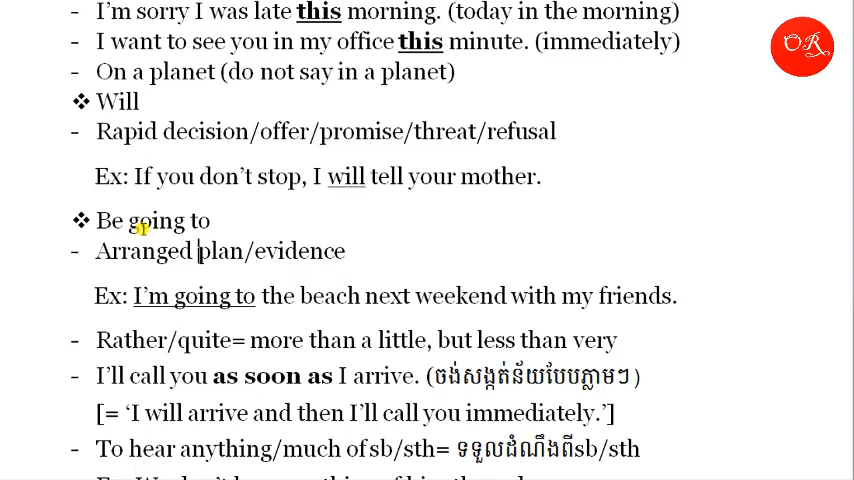 - I'm sorry I was late this morning. (today in the morning)
- I want to see you in my office this minute. (immediately)
OR
- On a planet (do not say in a planet)
❖ Will
- Rapid decision/offer/promise/threat/refusal
Ex: If you don't stop, I will tell your mother.
❖ Be going to
- Arranged plan/evidence
Ex: I'm going to the beach next weekend with my friends.
- Rather/quite= more than a little, but less than very
- I'll call you as soon as I arrive. (ចង់សង្កត់ន័យបែបភ្លាមៗ)
[= 'I will arrive and then I'll call you immediately.']
- To hear anything/much of sb/sth= ទទួលដំណឹងពីsb/sth